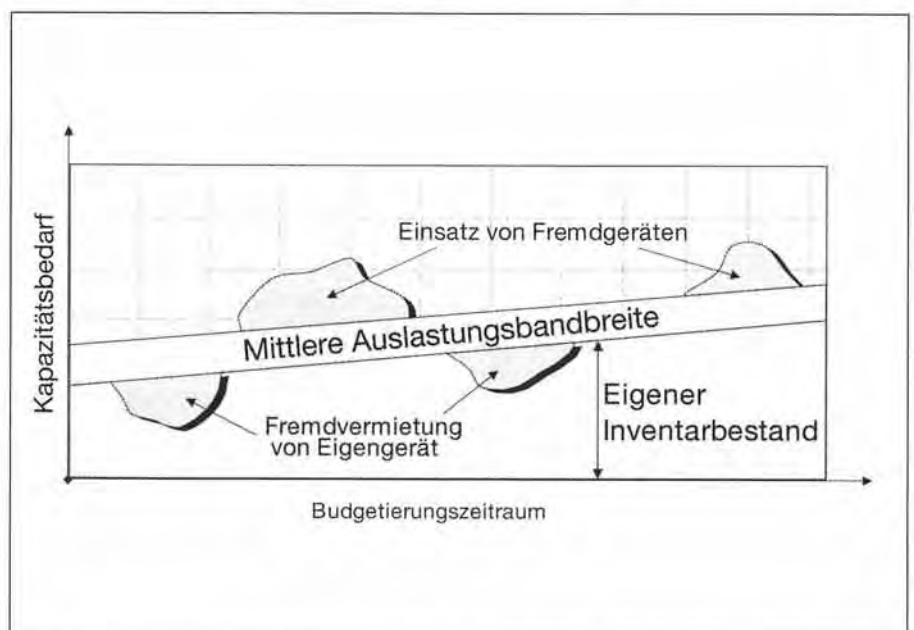 Kapazitätsbedarf
Einsatz von Fremdgeräten
Mittlere Auslastungsbandbreite
Fremdvermietung
von Eigengerät
Eigener
Inventarbestand
Budgetierungszeitraum